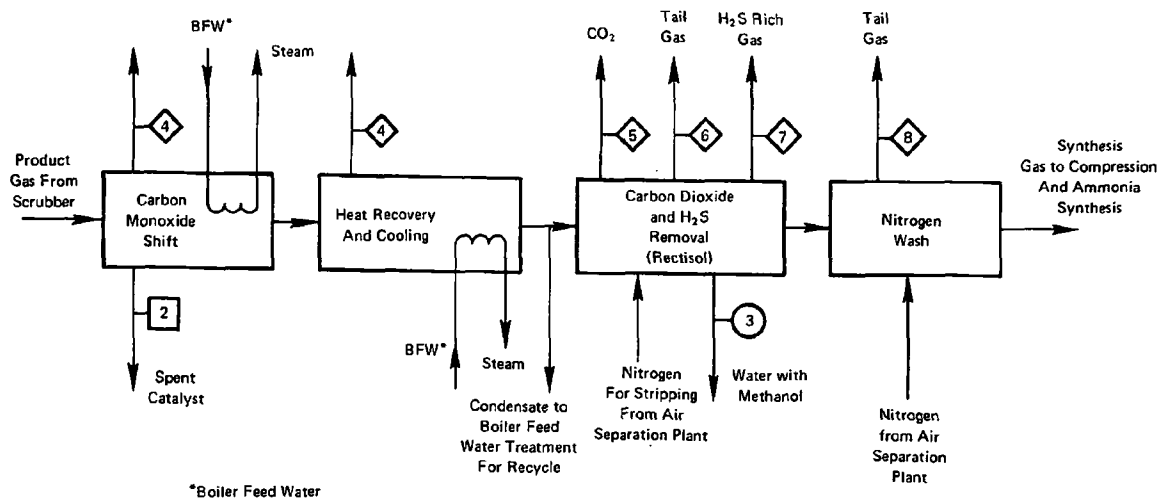 BFW*
Steam
4
Product
Gas From
Scrubber
Carbon
Monoxide
Shift
2
Spent
Catalyst
4
Heat Recovery
And Cooling
BFW*
Steam
Condensate to
Boiler Feed
Water Treatment
For Recycle
CO₂
5
Tail
Gas
6
H₂S Rich
Gas
7
Carbon Dioxide
and H₂S
Removal
(Rectisol)
Nitrogen
For Stripping
From Air
Separation Plant
3
Water with
Methanol
Tail
Gas
8
Nitrogen
Wash
Nitrogen
from Air
Separation
Plant
Synthesis
Gas to Compression
And Ammonia
Synthesis
*Boiler Feed Water